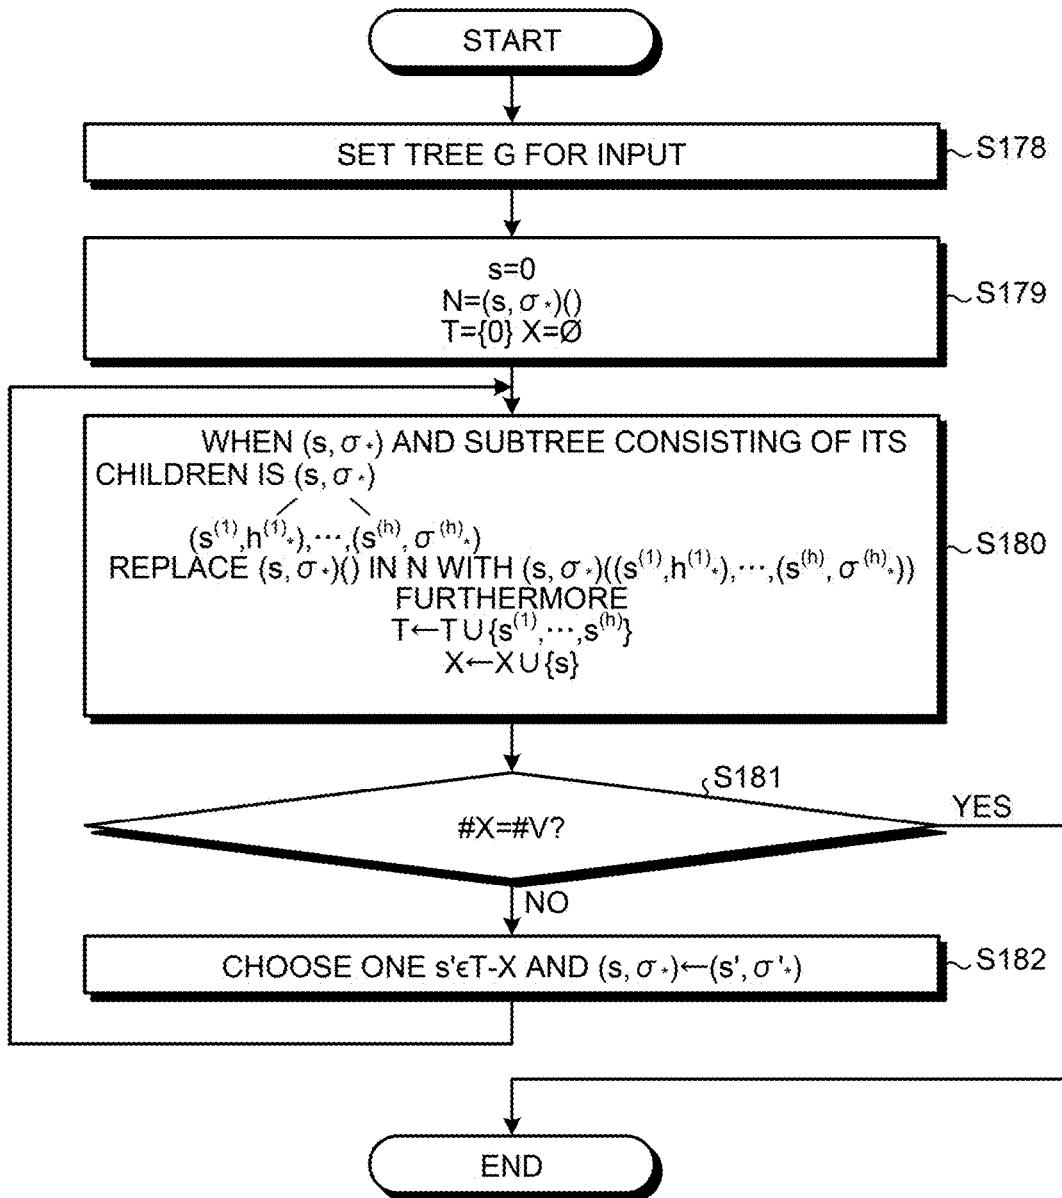 START
SET TREE G FOR INPUT
S178
s=0
N=(s, σ*)()
T={0} X=Ø
S179
WHEN (s, σ*) AND SUBTREE CONSISTING OF ITS
CHILDREN IS (s, σ*)
(s^(1),h^(1)*),⋯,(s^(h), σ^(h)*)
REPLACE (s, σ*)() IN N WITH (s, σ*)((s^(1),h^(1)*),⋯,(s^(h), σ^(h)*))
FURTHERMORE
T←T∪{s^(1),⋯,s^(h)}
X←X∪{s}
S180
S181
#X=#V?
YES
NO
CHOOSE ONE s'ϵT-X AND (s, σ*)←(s', σ'*)
S182
END